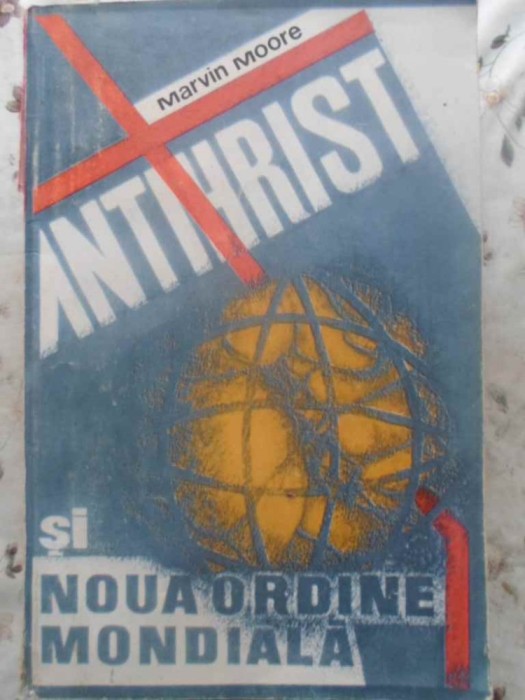 Marvin Moore
ANTIHRIST
și
NOUA ORDINE
MONDIALĂ